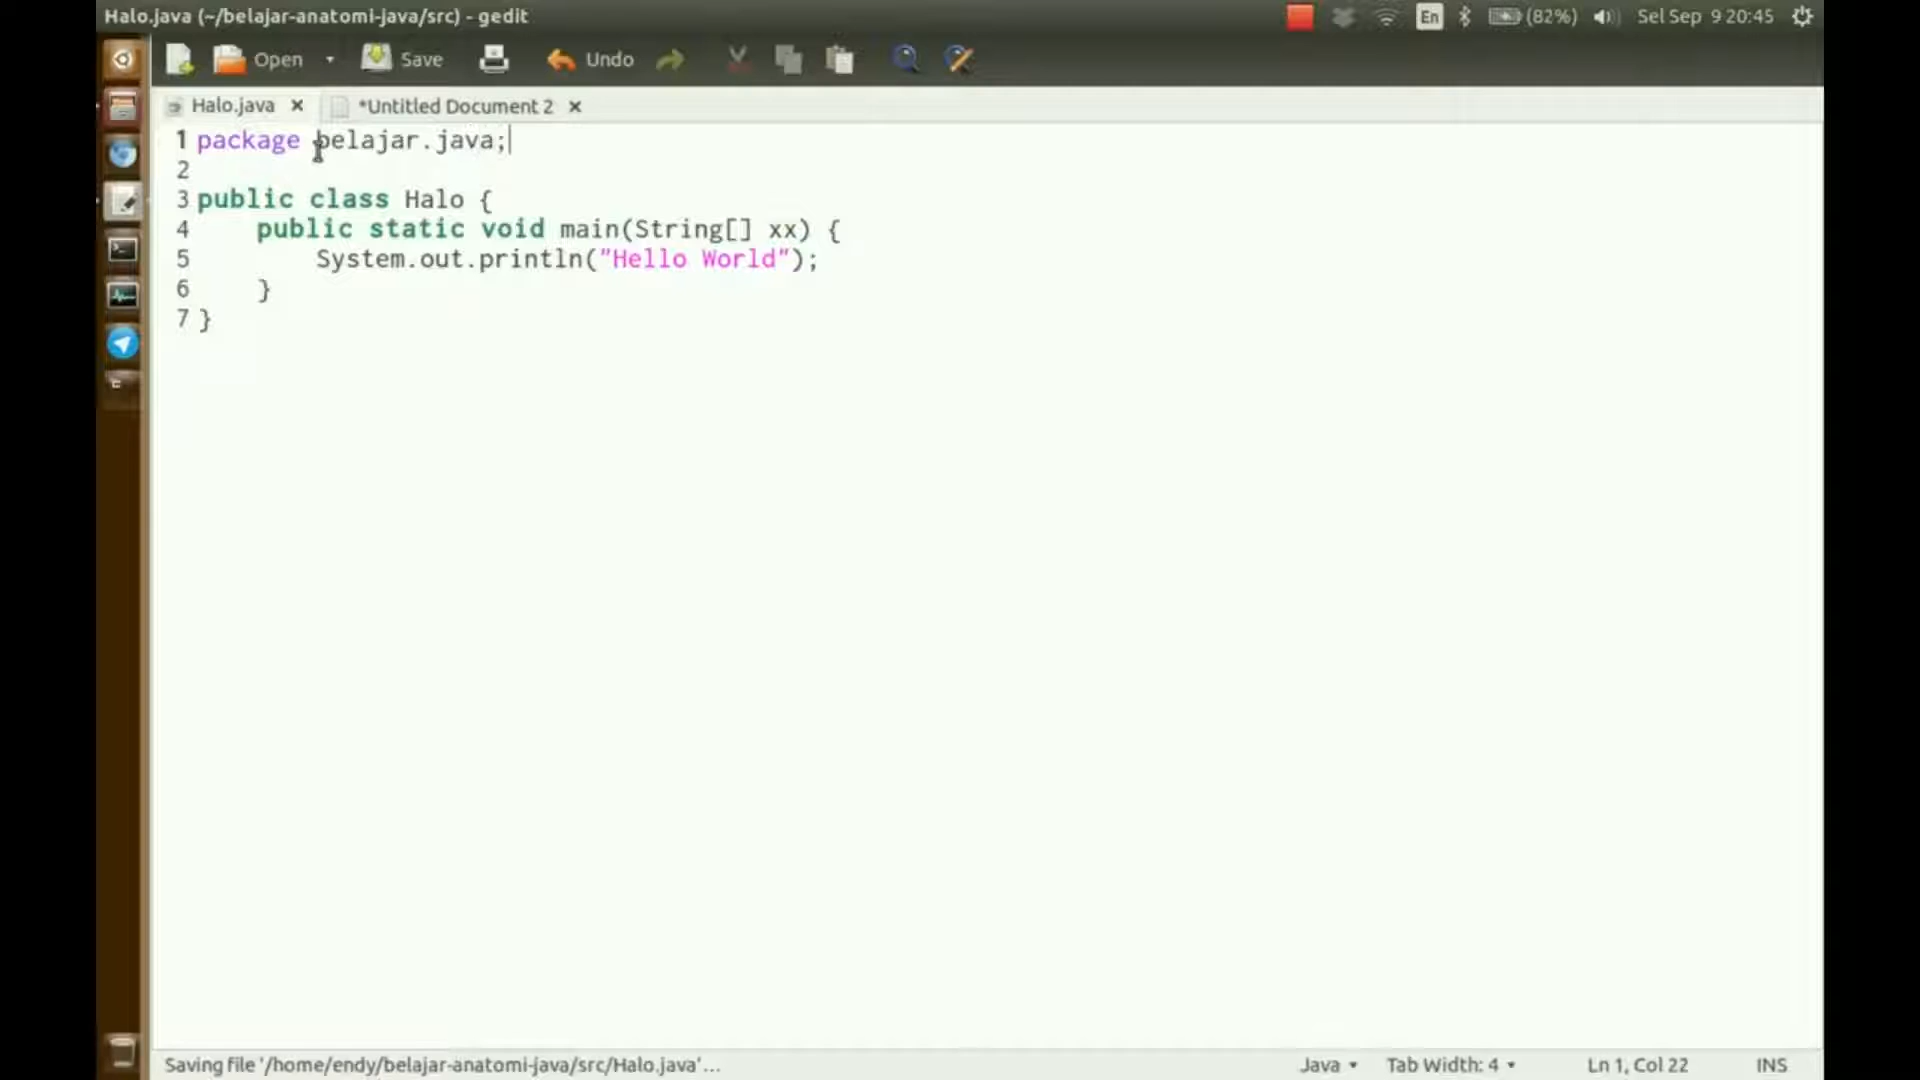 Halo.java (~/belajar-anatomi-java/src) - gedit
En (82%) Sel Sep 9 20:45
Open Save Undo
Halo.java × *Untitled Document 2 ×
1 package belajar.java;
2
3 public class Halo {
4     public static void main(String[] xx) {
5         System.out.println("Hello World");
6     }
7 }
Saving file '/home/endy/belajar-anatomi-java/src/Halo.java'...
Java Tab Width: 4 Ln 1, Col 22 INS